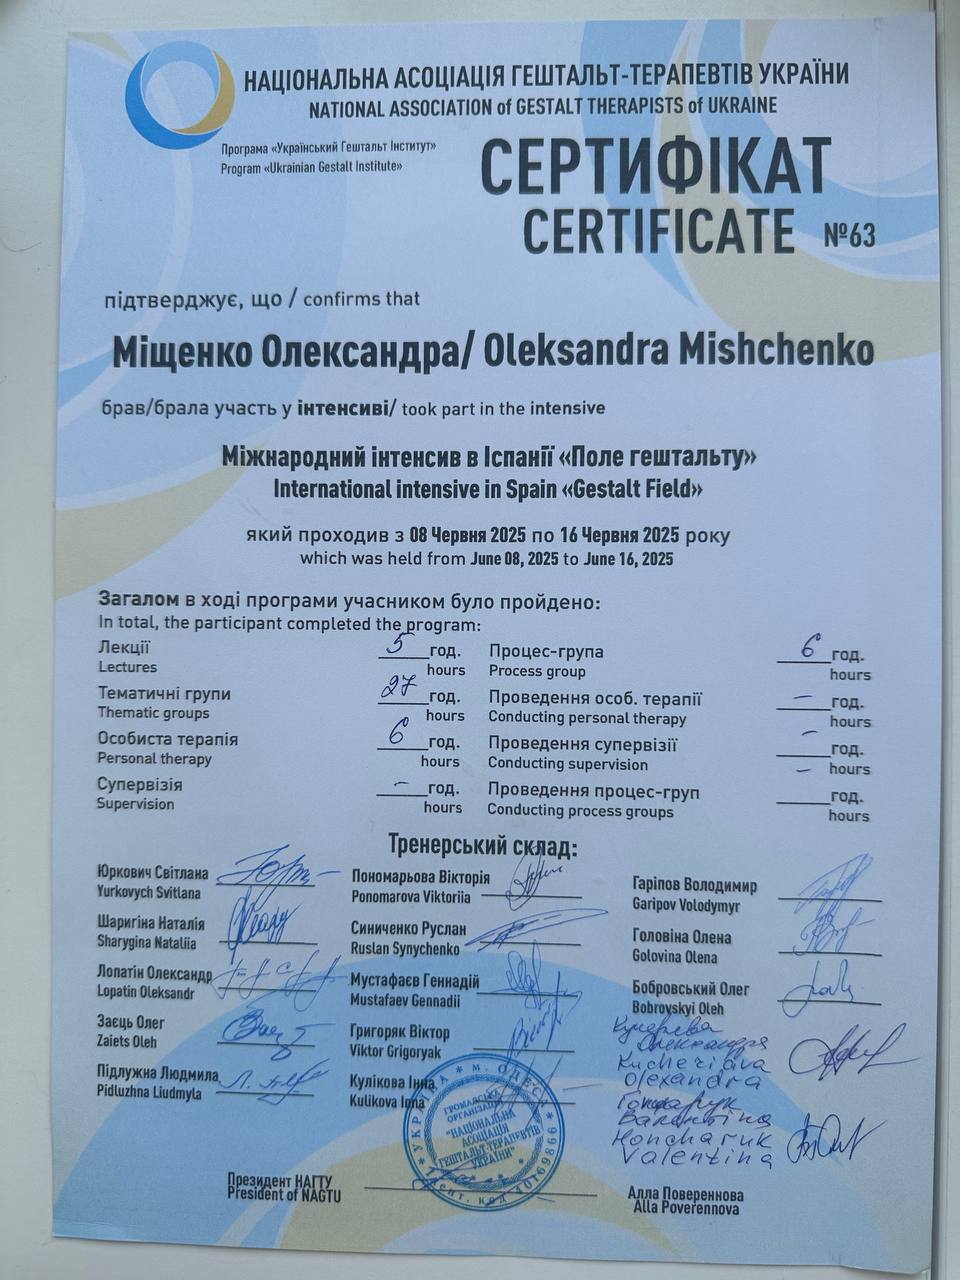 НАЦІОНАЛЬНА АСОЦІАЦІЯ ГЕШТАЛЬТ-ТЕРАПЕВТІВ УКРАЇНИ
NATIONAL ASSOCIATION of GESTALT THERAPISTS of UKRAINE
Програма «Український Гештальт Інститут»
Program «Ukrainian Gestalt Institute»
СЕРТИФІКАТ
CERTIFICATE №63
підтверджує, що / confirms that
Міщенко Олександра/ Oleksandra Mishchenko
брав/брала участь у інтенсиві/ took part in the intensive
Міжнародний інтенсив в Іспанії «Поле гештальту»
International intensive in Spain «Gestalt Field»
який проходив з 08 Червня 2025 по 16 Червня 2025 року
which was held from June 08, 2025 to June 16, 2025
Загалом в ході програми учасником було пройдено:
In total, the participant completed the program:
Лекції 5 год.
Lectures hours
Процес-група 6 год.
Process group hours
Тематичні групи 27 год.
Thematic groups hours
Проведення особ. терапії – год.
Conducting personal therapy hours
Особиста терапія 6 год.
Personal therapy hours
Проведення супервізії – год.
Conducting supervision hours
Супервізія – год.
Supervision hours
Проведення процес-груп – год.
Conducting process groups hours
Тренерський склад:
Юркович Світлана
Yurkovych Svitlana
Пономарьова Вікторія
Ponomarova Viktoriia
Гаріпов Володимир
Garipov Volodymyr
Шаригіна Наталія
Sharygina Nataliia
Синиченко Руслан
Ruslan Synychenko
Головіна Олена
Golovina Olena
Лопатін Олександр
Lopatin Oleksandr
Мустафаєв Геннадій
Mustafaev Gennadii
Бобровський Олег
Bobrovskyi Oleh
Заєць Олег
Zaiets Oleh
Григоряк Віктор
Viktor Grigoryak
Кучерява
Олександра
Kucheriava
Olexandra
Підлужна Людмила
Pidluzhna Liudmyla
Кулікова Інна
Kulikova Inna
Гончарук
Валентина
Honcharuk
Valentina
УКРАЇНА * м. ОДЕСА
ГРОМАДСЬКА
ОРГАНІЗАЦІЯ
"НАЦІОНАЛЬНА
АСОЦІАЦІЯ
ГЕШТАЛЬТ-ТЕРАПЕВТІВ
УКРАЇНИ"
Ідент. код 40169866
Президент НАГТУ
President of NAGTU
Алла Повереннова
Alla Poverennova